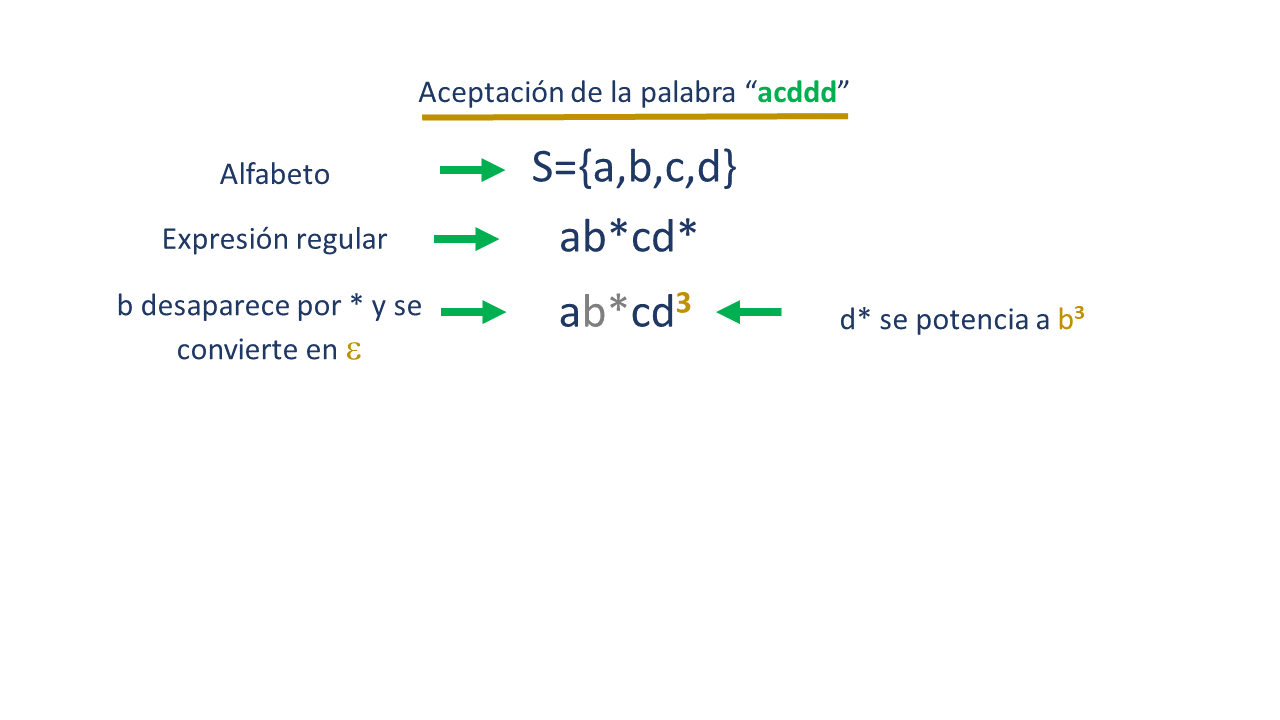 Aceptación de la palabra “acddd”
Alfabeto
S={a,b,c,d}
Expresión regular
ab*cd*
b desaparece por * y se
convierte en ε
ab*cd³
d* se potencia a b³